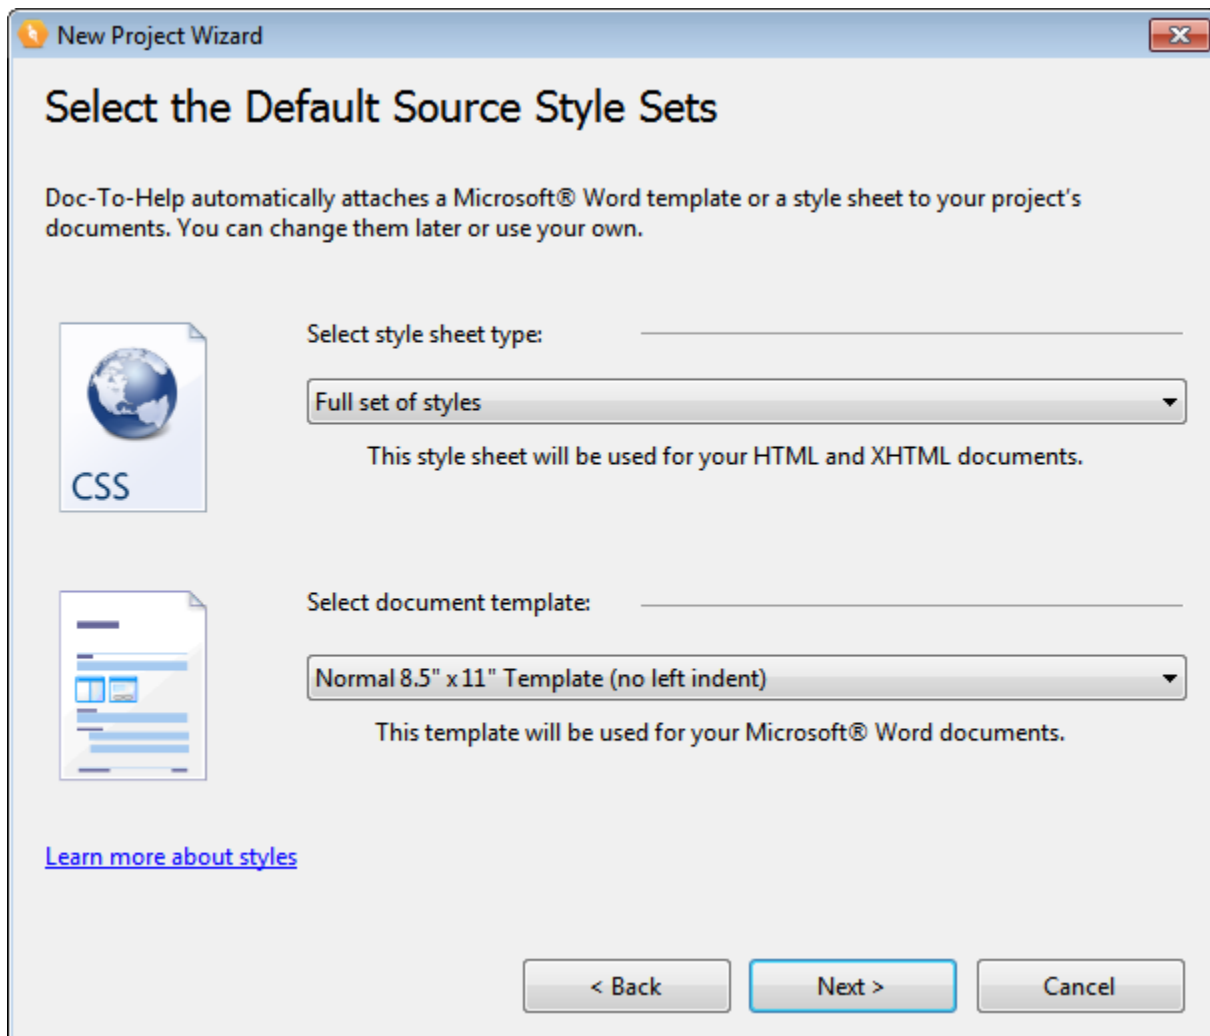 New Project Wizard
Select the Default Source Style Sets
Doc-To-Help automatically attaches a Microsoft® Word template or a style sheet to your project's
documents. You can change them later or use your own.
Select style sheet type:
Full set of styles
This style sheet will be used for your HTML and XHTML documents.
CSS
Select document template:
Normal 8.5" x 11" Template (no left indent)
This template will be used for your Microsoft® Word documents.
Learn more about styles
< Back Next > Cancel